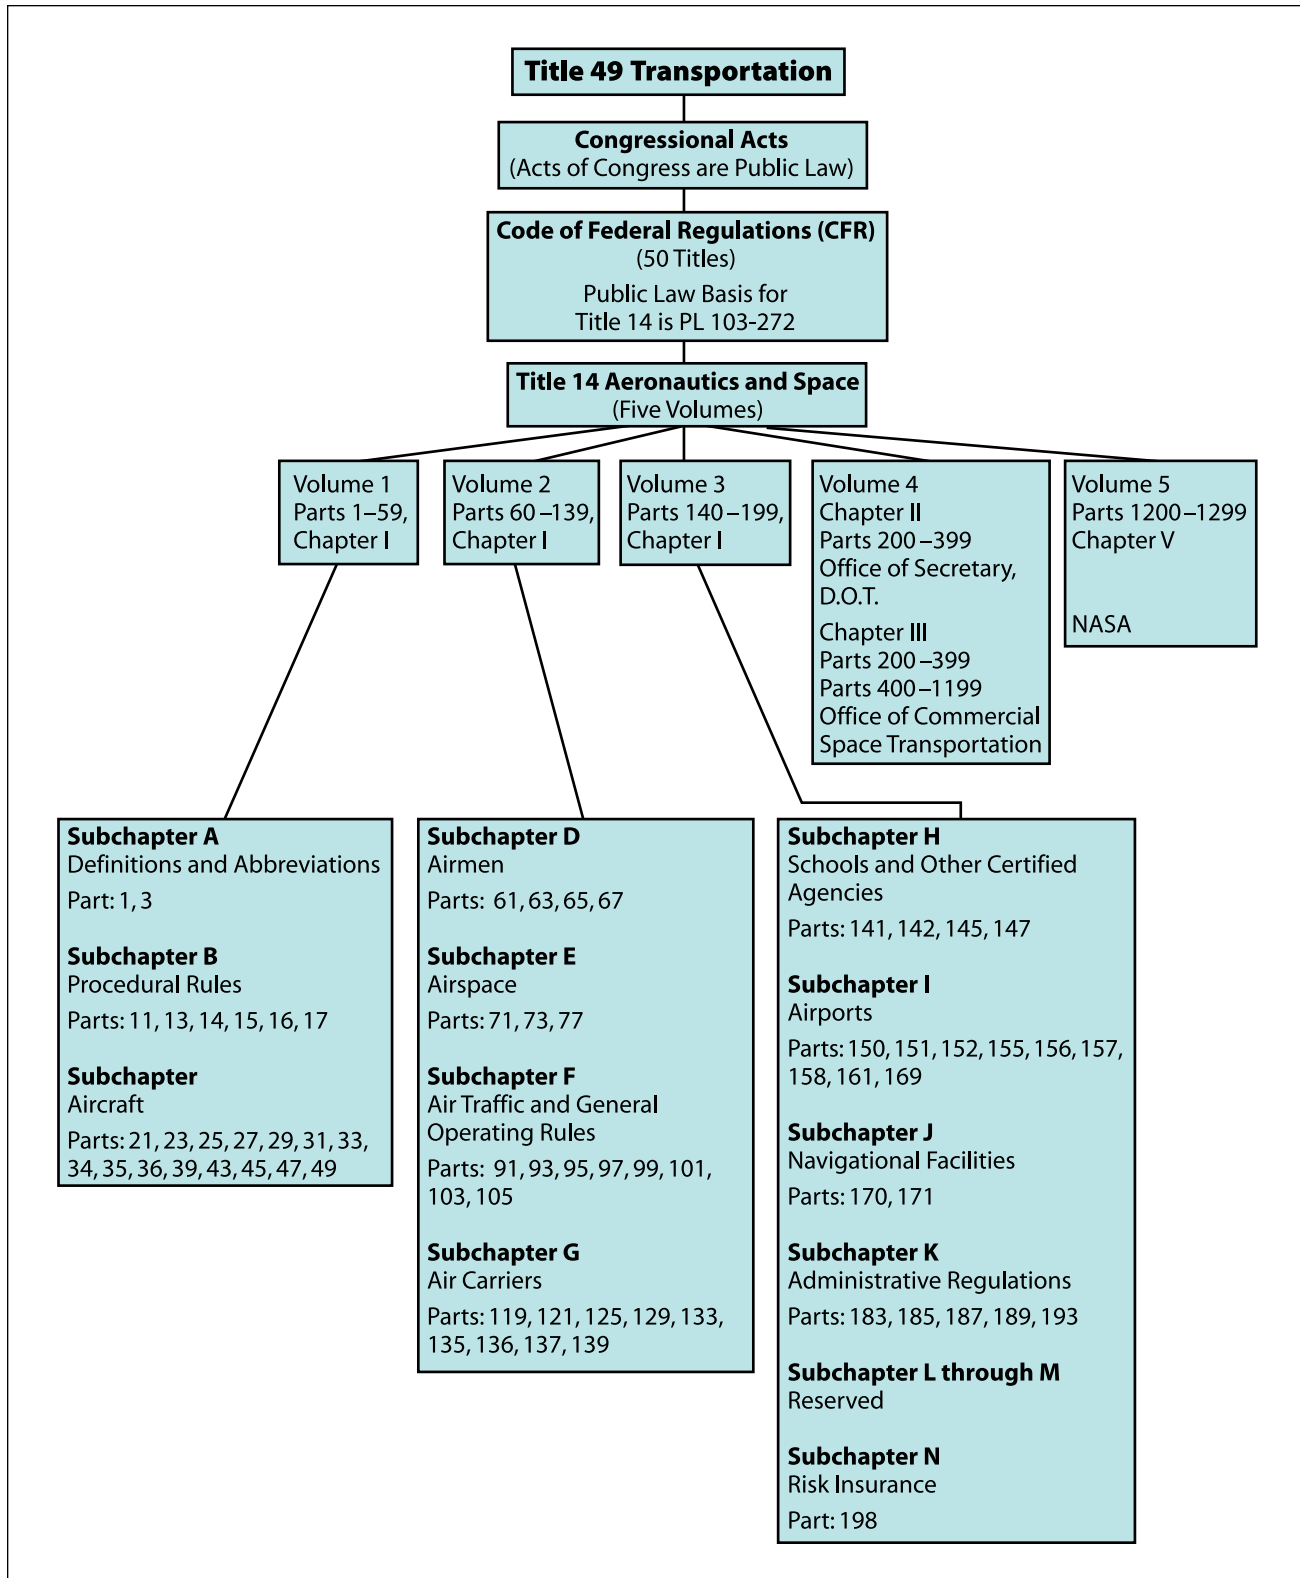 Title 49 Transportation
Congressional Acts
(Acts of Congress are Public Law)
Code of Federal Regulations (CFR)
(50 Titles)
Public Law Basis for
Title 14 is PL 103-272
Title 14 Aeronautics and Space
(Five Volumes)
Volume 1
Parts 1–59,
Chapter I
Volume 2
Parts 60–139,
Chapter I
Volume 3
Parts 140–199,
Chapter I
Volume 4
Chapter II
Parts 200–399
Office of Secretary,
D.O.T.
Chapter III
Parts 200–399
Parts 400–1199
Office of Commercial
Space Transportation
Volume 5
Parts 1200–1299
Chapter V
NASA
Subchapter A
Definitions and Abbreviations
Part: 1, 3
Subchapter B
Procedural Rules
Parts: 11, 13, 14, 15, 16, 17
Subchapter
Aircraft
Parts: 21, 23, 25, 27, 29, 31, 33,
34, 35, 36, 39, 43, 45, 47, 49
Subchapter D
Airmen
Parts: 61, 63, 65, 67
Subchapter E
Airspace
Parts: 71, 73, 77
Subchapter F
Air Traffic and General
Operating Rules
Parts: 91, 93, 95, 97, 99, 101,
103, 105
Subchapter G
Air Carriers
Parts: 119, 121, 125, 129, 133,
135, 136, 137, 139
Subchapter H
Schools and Other Certified
Agencies
Parts: 141, 142, 145, 147
Subchapter I
Airports
Parts: 150, 151, 152, 155, 156, 157,
158, 161, 169
Subchapter J
Navigational Facilities
Parts: 170, 171
Subchapter K
Administrative Regulations
Parts: 183, 185, 187, 189, 193
Subchapter L through M
Reserved
Subchapter N
Risk Insurance
Part: 198